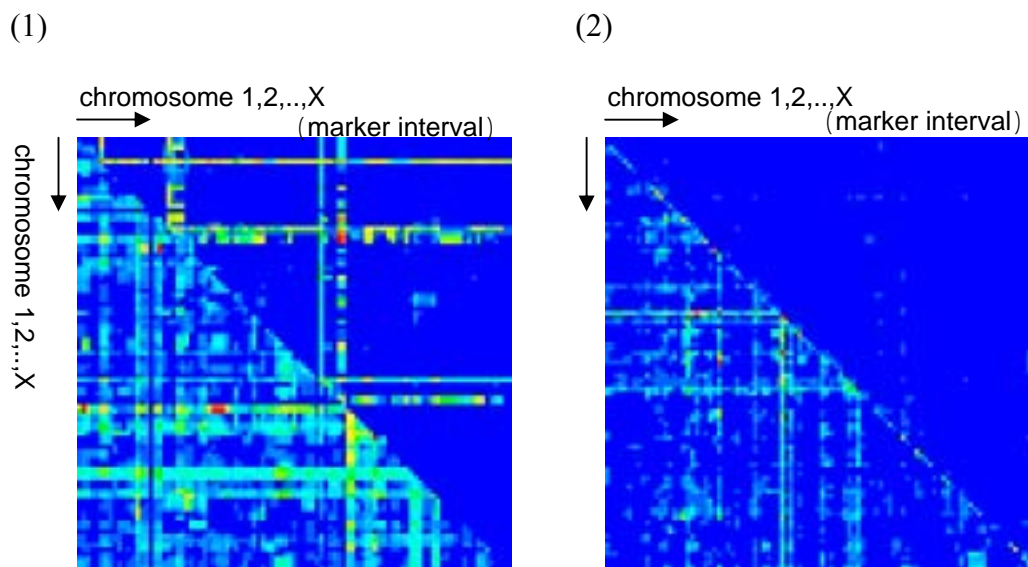 (1)
(2)
chromosome 1,2,..,X
(marker interval)
chromosome 1,2,..,X
chromosome 1,2,..,X
(marker interval)